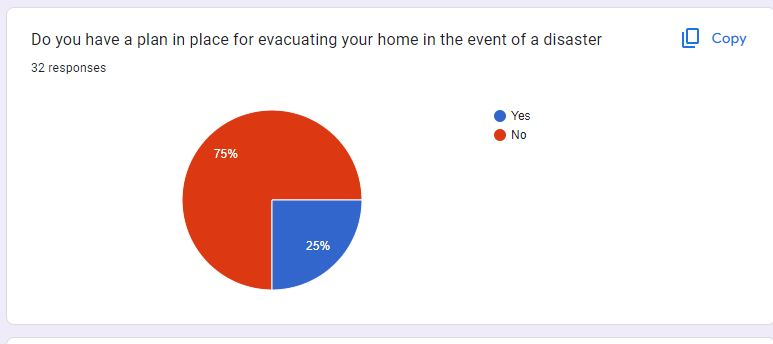 Do you have a plan in place for evacuating your home in the event of a disaster
Copy
32 responses
Yes
No
75%
25%